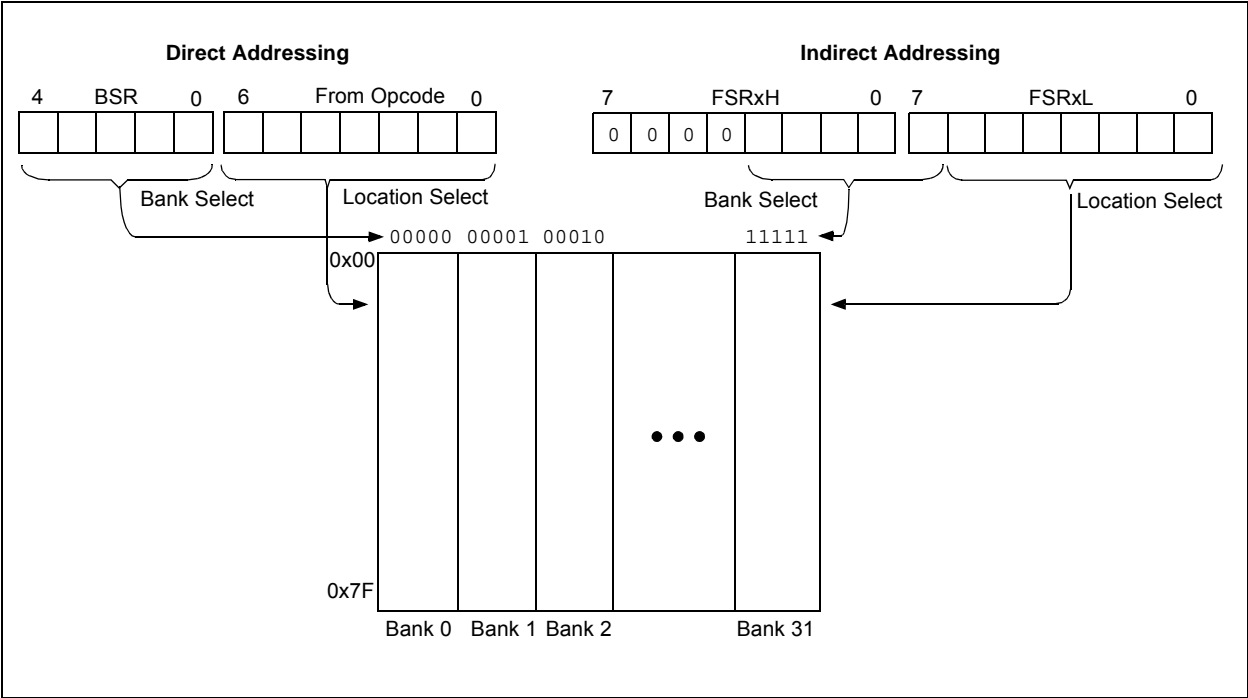 Direct Addressing
Indirect Addressing
4 BSR 0 6 From Opcode 0
7 FSRxH 0 7 FSRxL 0
0 0 0 0
Bank Select
Location Select
Bank Select
Location Select
00000 00001 00010 11111
0x00
0x7F
Bank 0 Bank 1 Bank 2 Bank 31